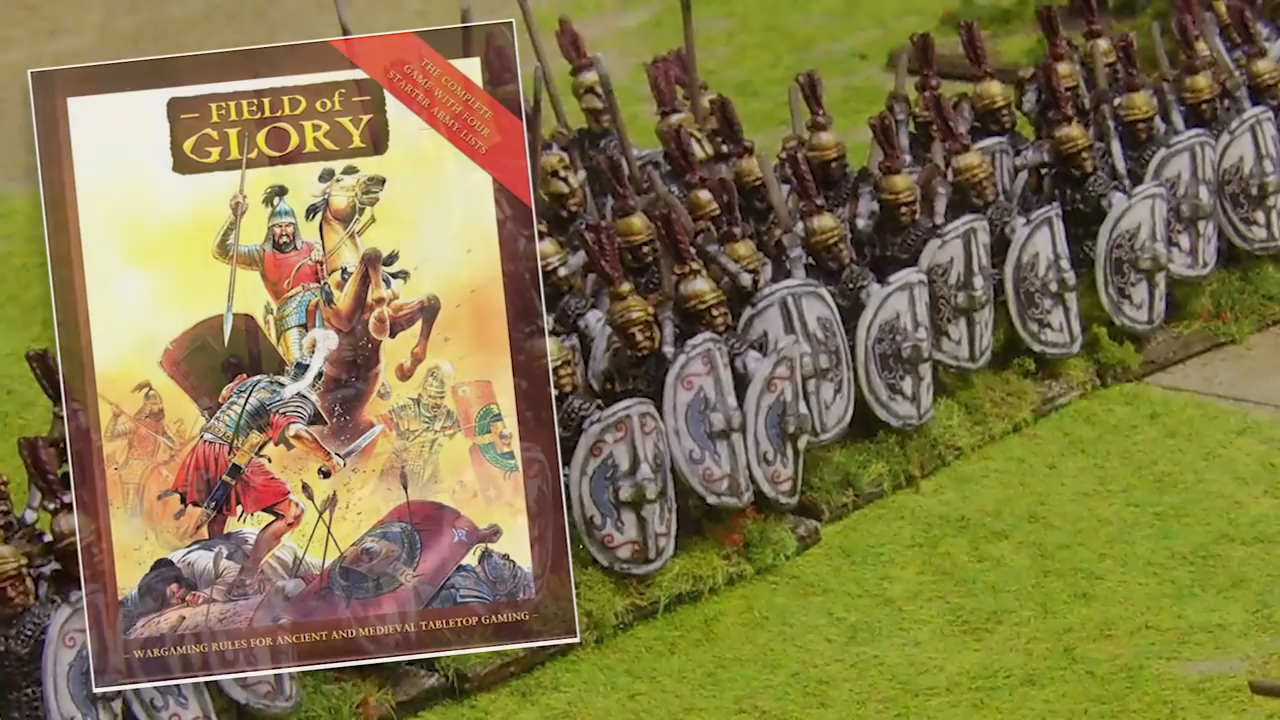 THE COMPLETE
GAME WITH FOUR
STARTER ARMY LISTS
– FIELD of –
GLORY
– WARGAMING RULES FOR ANCIENT AND MEDIEVAL TABLETOP GAMING –